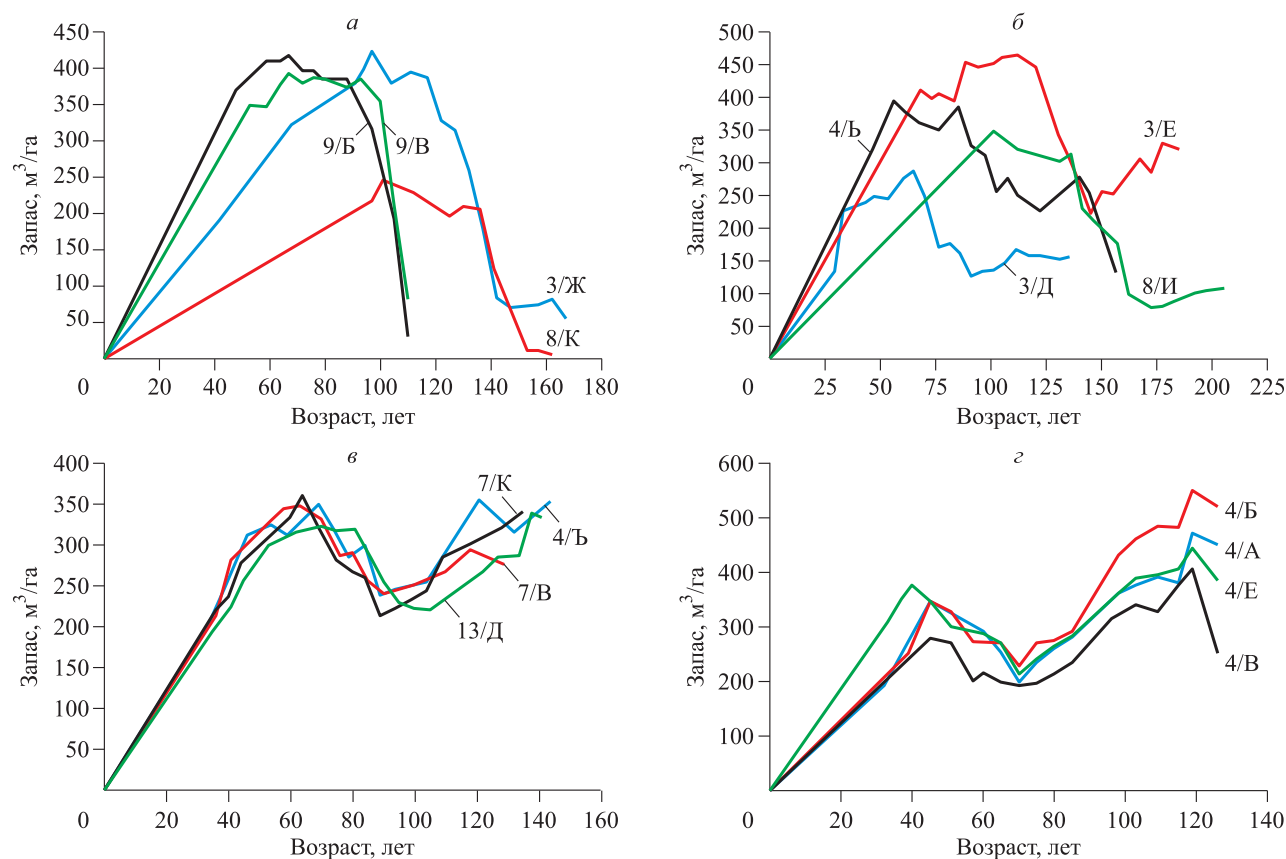 а
Запас, м³/га
450
400
350
300
250
200
150
100
50
0
9/Б
9/В
3/Ж
8/К
20 40 60 80 100 120 140 160 180
Возраст, лет
б
Запас, м³/га
500
450
400
350
300
250
200
150
100
50
0
4/Ь
3/Е
3/Д
8/И
25 50 75 100 125 150 175 200 225
Возраст, лет
в
Запас, м³/га
400
350
300
250
200
150
100
50
0
7/К
4/Ъ
7/В
13/Д
20 40 60 80 100 120 140 160
Возраст, лет
г
Запас, м³/га
600
500
400
300
200
100
0
4/Б
4/А
4/Е
4/В
20 40 60 80 100 120 140
Возраст, лет